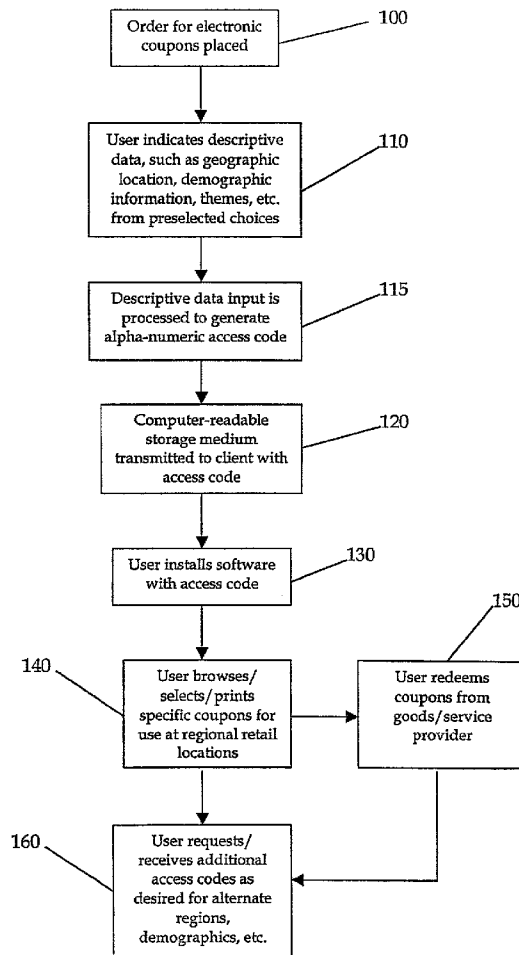 Order for electronic
coupons placed
100
User indicates descriptive
data, such as geographic
location, demographic
information, themes, etc.
from preselected choices
110
Descriptive data input is
processed to generate
alpha-numeric access code
115
Computer-readable
storage medium
transmitted to client with
access code
120
User installs software
with access code
130
140
User browses/
selects/prints
specific coupons for
use at regional retail
locations
150
User redeems
coupons from
goods/service
provider
160
User requests/
receives additional
access codes as
desired for alternate
regions,
demographics, etc.